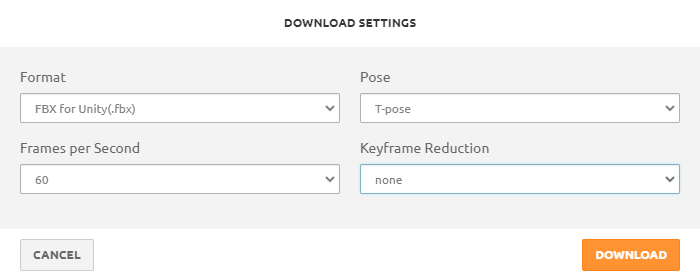 DOWNLOAD SETTINGS
Format
Pose
FBX for Unity(.fbx)
T-pose
Frames per Second
Keyframe Reduction
60
none
CANCEL
DOWNLOAD